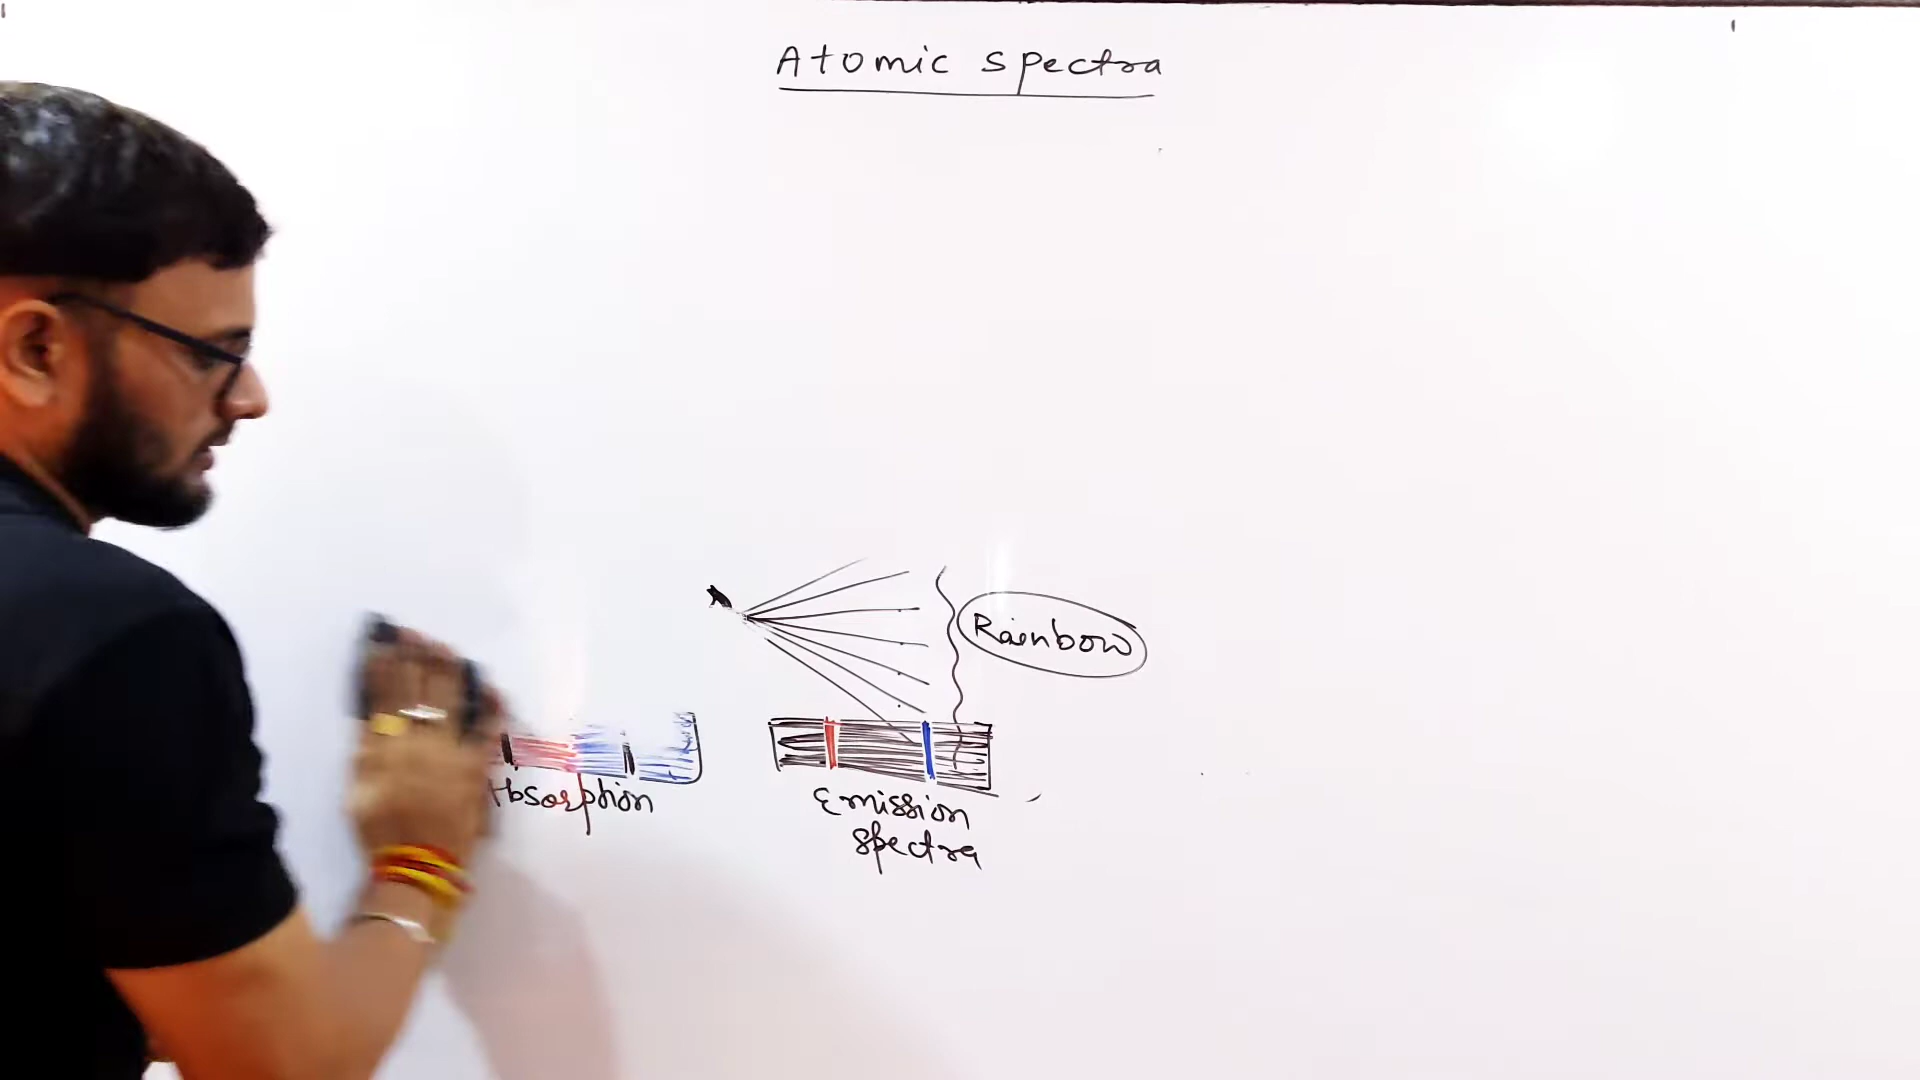 Atomic spectra
Rainbow
Absorption
Emission
spectra